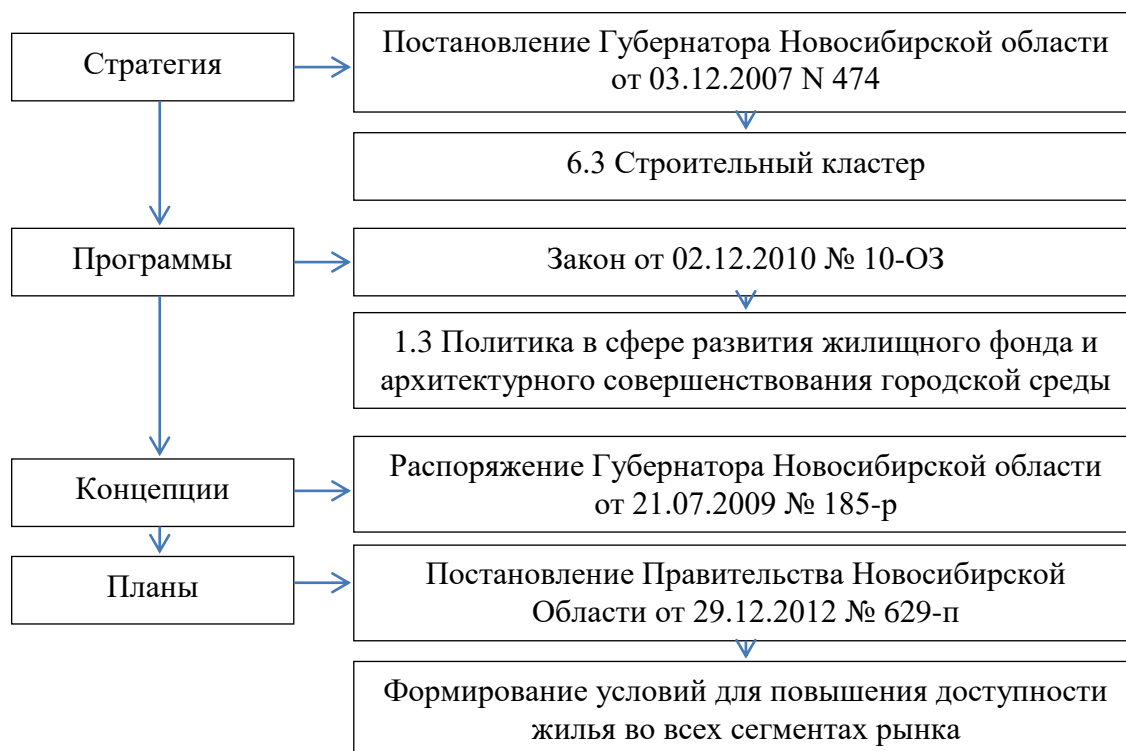 Стратегия
Постановление Губернатора Новосибирской области
от 03.12.2007 N 474
6.3 Строительный кластер
Программы
Закон от 02.12.2010 № 10-ОЗ
1.3 Политика в сфере развития жилищного фонда и
архитектурного совершенствования городской среды
Концепции
Распоряжение Губернатора Новосибирской области
от 21.07.2009 № 185-р
Планы
Постановление Правительства Новосибирской
Области от 29.12.2012 № 629-п
Формирование условий для повышения доступности
жилья во всех сегментах рынка